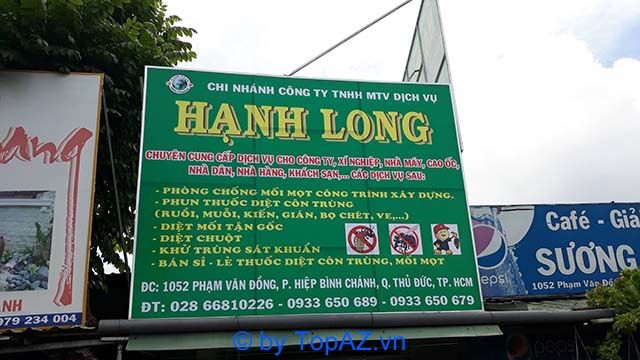 CHI NHÁNH CÔNG TY TNHH MTV DỊCH VỤ
HẠNH LONG
CHUYÊN CUNG CẤP DỊCH VỤ CHO CÔNG TY, XÍ NGHIỆP, NHÀ MÁY, CAO ỐC,
NHÀ DÂN, NHÀ HÀNG, KHÁCH SẠN,... CÁC DỊCH VỤ SAU:
- PHÒNG CHỐNG MỐI MỌT CÔNG TRÌNH XÂY DỰNG.
- PHUN THUỐC DIỆT CÔN TRÙNG
(RUỒI, MUỖI, KIẾN, GIÁN, BỌ CHÉT, VE,...)
- DIỆT MỐI TẬN GỐC
- DIỆT CHUỘT
- KHỬ TRÙNG SÁT KHUẨN
- BÁN SỈ - LẺ THUỐC DIỆT CÔN TRÙNG, MỐI MỌT
ĐC: 1052 PHẠM VĂN ĐỒNG, P. HIỆP BÌNH CHÁNH, Q. THỦ ĐỨC, TP. HCM
ĐT: 028 66810226 - 0933 650 689 - 0933 650 679
ang
ANH
979 234 004
Café - Giả
SƯƠNG
1052 Phạm Văn Đồ
epsi
pepsi
© by TopAZ.vn